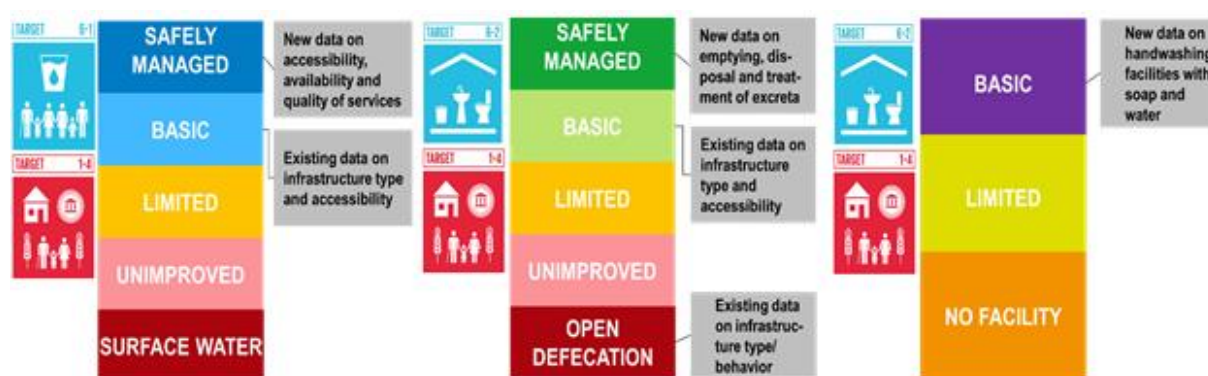 TARGET 6-1
SAFELY
MANAGED
New data on
accessibility,
availability and
quality of services
BASIC
TARGET 1-4
Existing data on
infrastructure type
and accessibility
LIMITED
UNIMPROVED
SURFACE WATER
TARGET 6-2
SAFELY
MANAGED
New data on
emptying, dis-
posal and treat-
ment of excreta
BASIC
TARGET 1-4
Existing data on
infrastructure
type and
accessibility
LIMITED
UNIMPROVED
OPEN
DEFECATION
Existing data
on infrastruc-
ture type/
behavior
TARGET 6-2
BASIC
New data on
handwashing
facilities with
soap and
water
TARGET 1-4
LIMITED
NO FACILITY